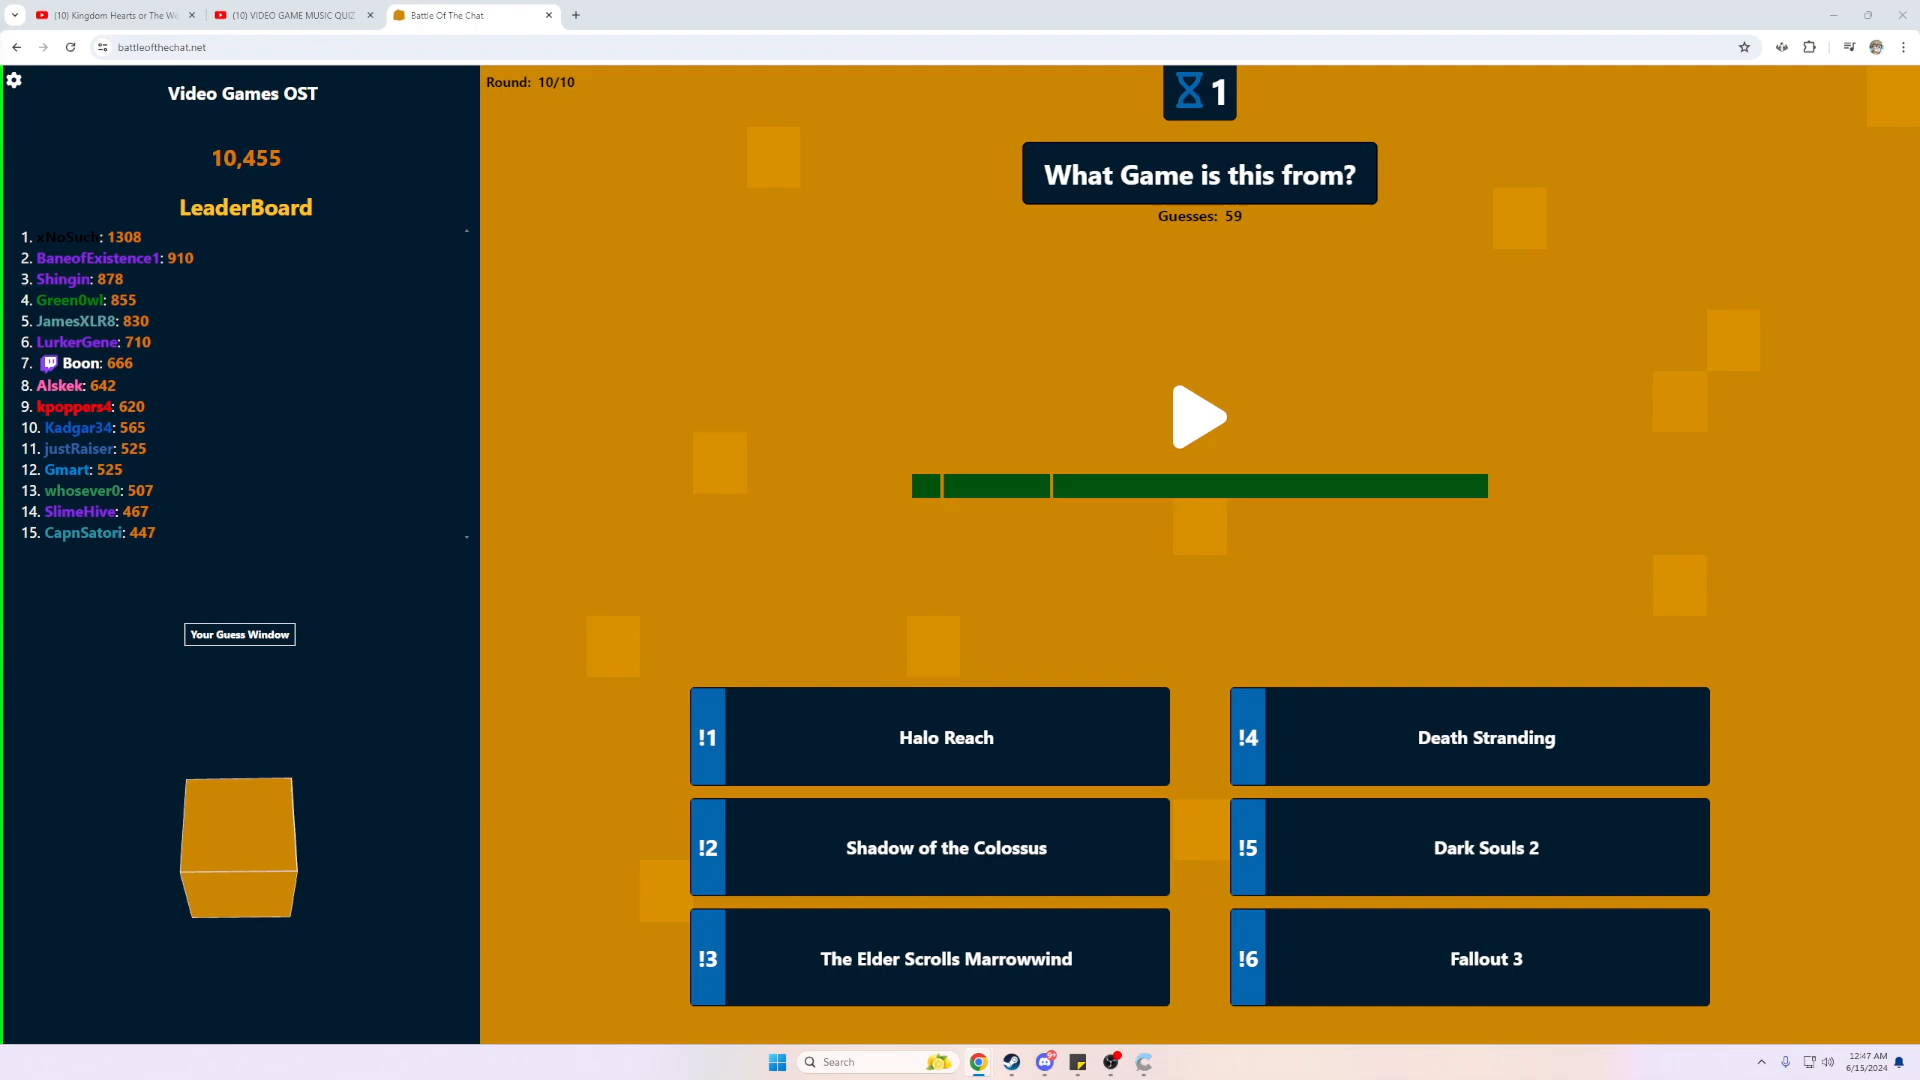 (10) Kingdom Hearts or The We
(10) VIDEO GAME MUSIC QUIZ
Battle Of The Chat
battleofthechat.net
Video Games OST
10,455
LeaderBoard
1. xNoSuch: 1308
2. BaneofExistence1: 910
3. Shingin: 878
4. Green0wl: 855
5. JamesXLR8: 830
6. LurkerGene: 710
7. Boon: 666
8. Alskek: 642
9. kpoppers4: 620
10. Kadgar34: 565
11. justRaiser: 525
12. Gmart: 525
13. whosever0: 507
14. SlimeHive: 467
15. CapnSatori: 447
Your Guess Window
Round: 10/10
1
What Game is this from?
Guesses: 59
!1 Halo Reach
!4 Death Stranding
!2 Shadow of the Colossus
!5 Dark Souls 2
!3 The Elder Scrolls Marrowwind
!6 Fallout 3
Search
12:47 AM
6/15/2024